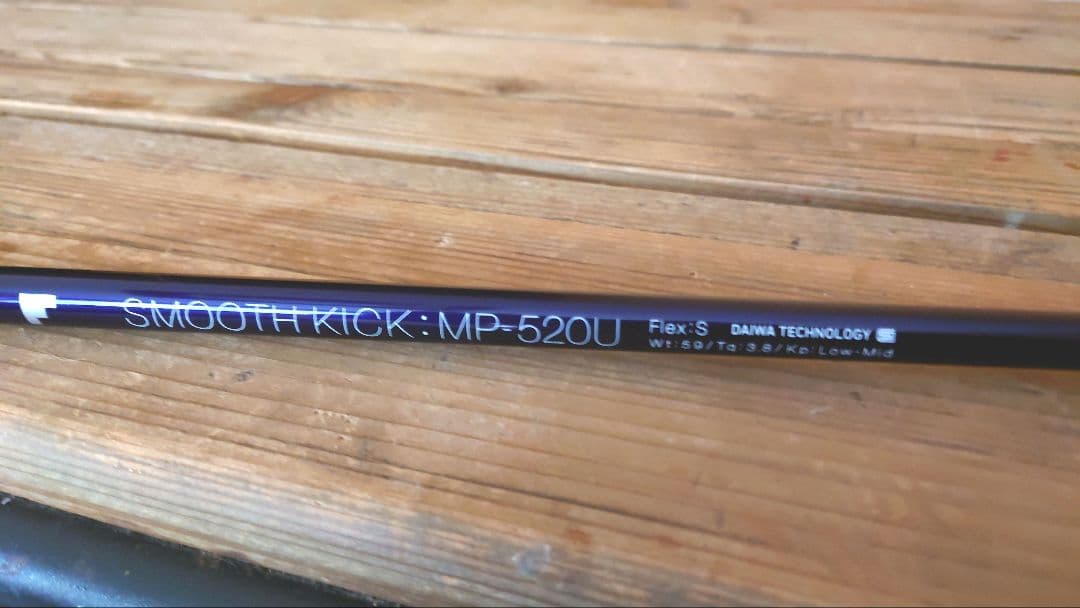 SMOOTH KICK : MP-520U
Flex:S DAIWA TECHNOLOGY
Wt:59/Tq:3.8/Kp:Low-Mid